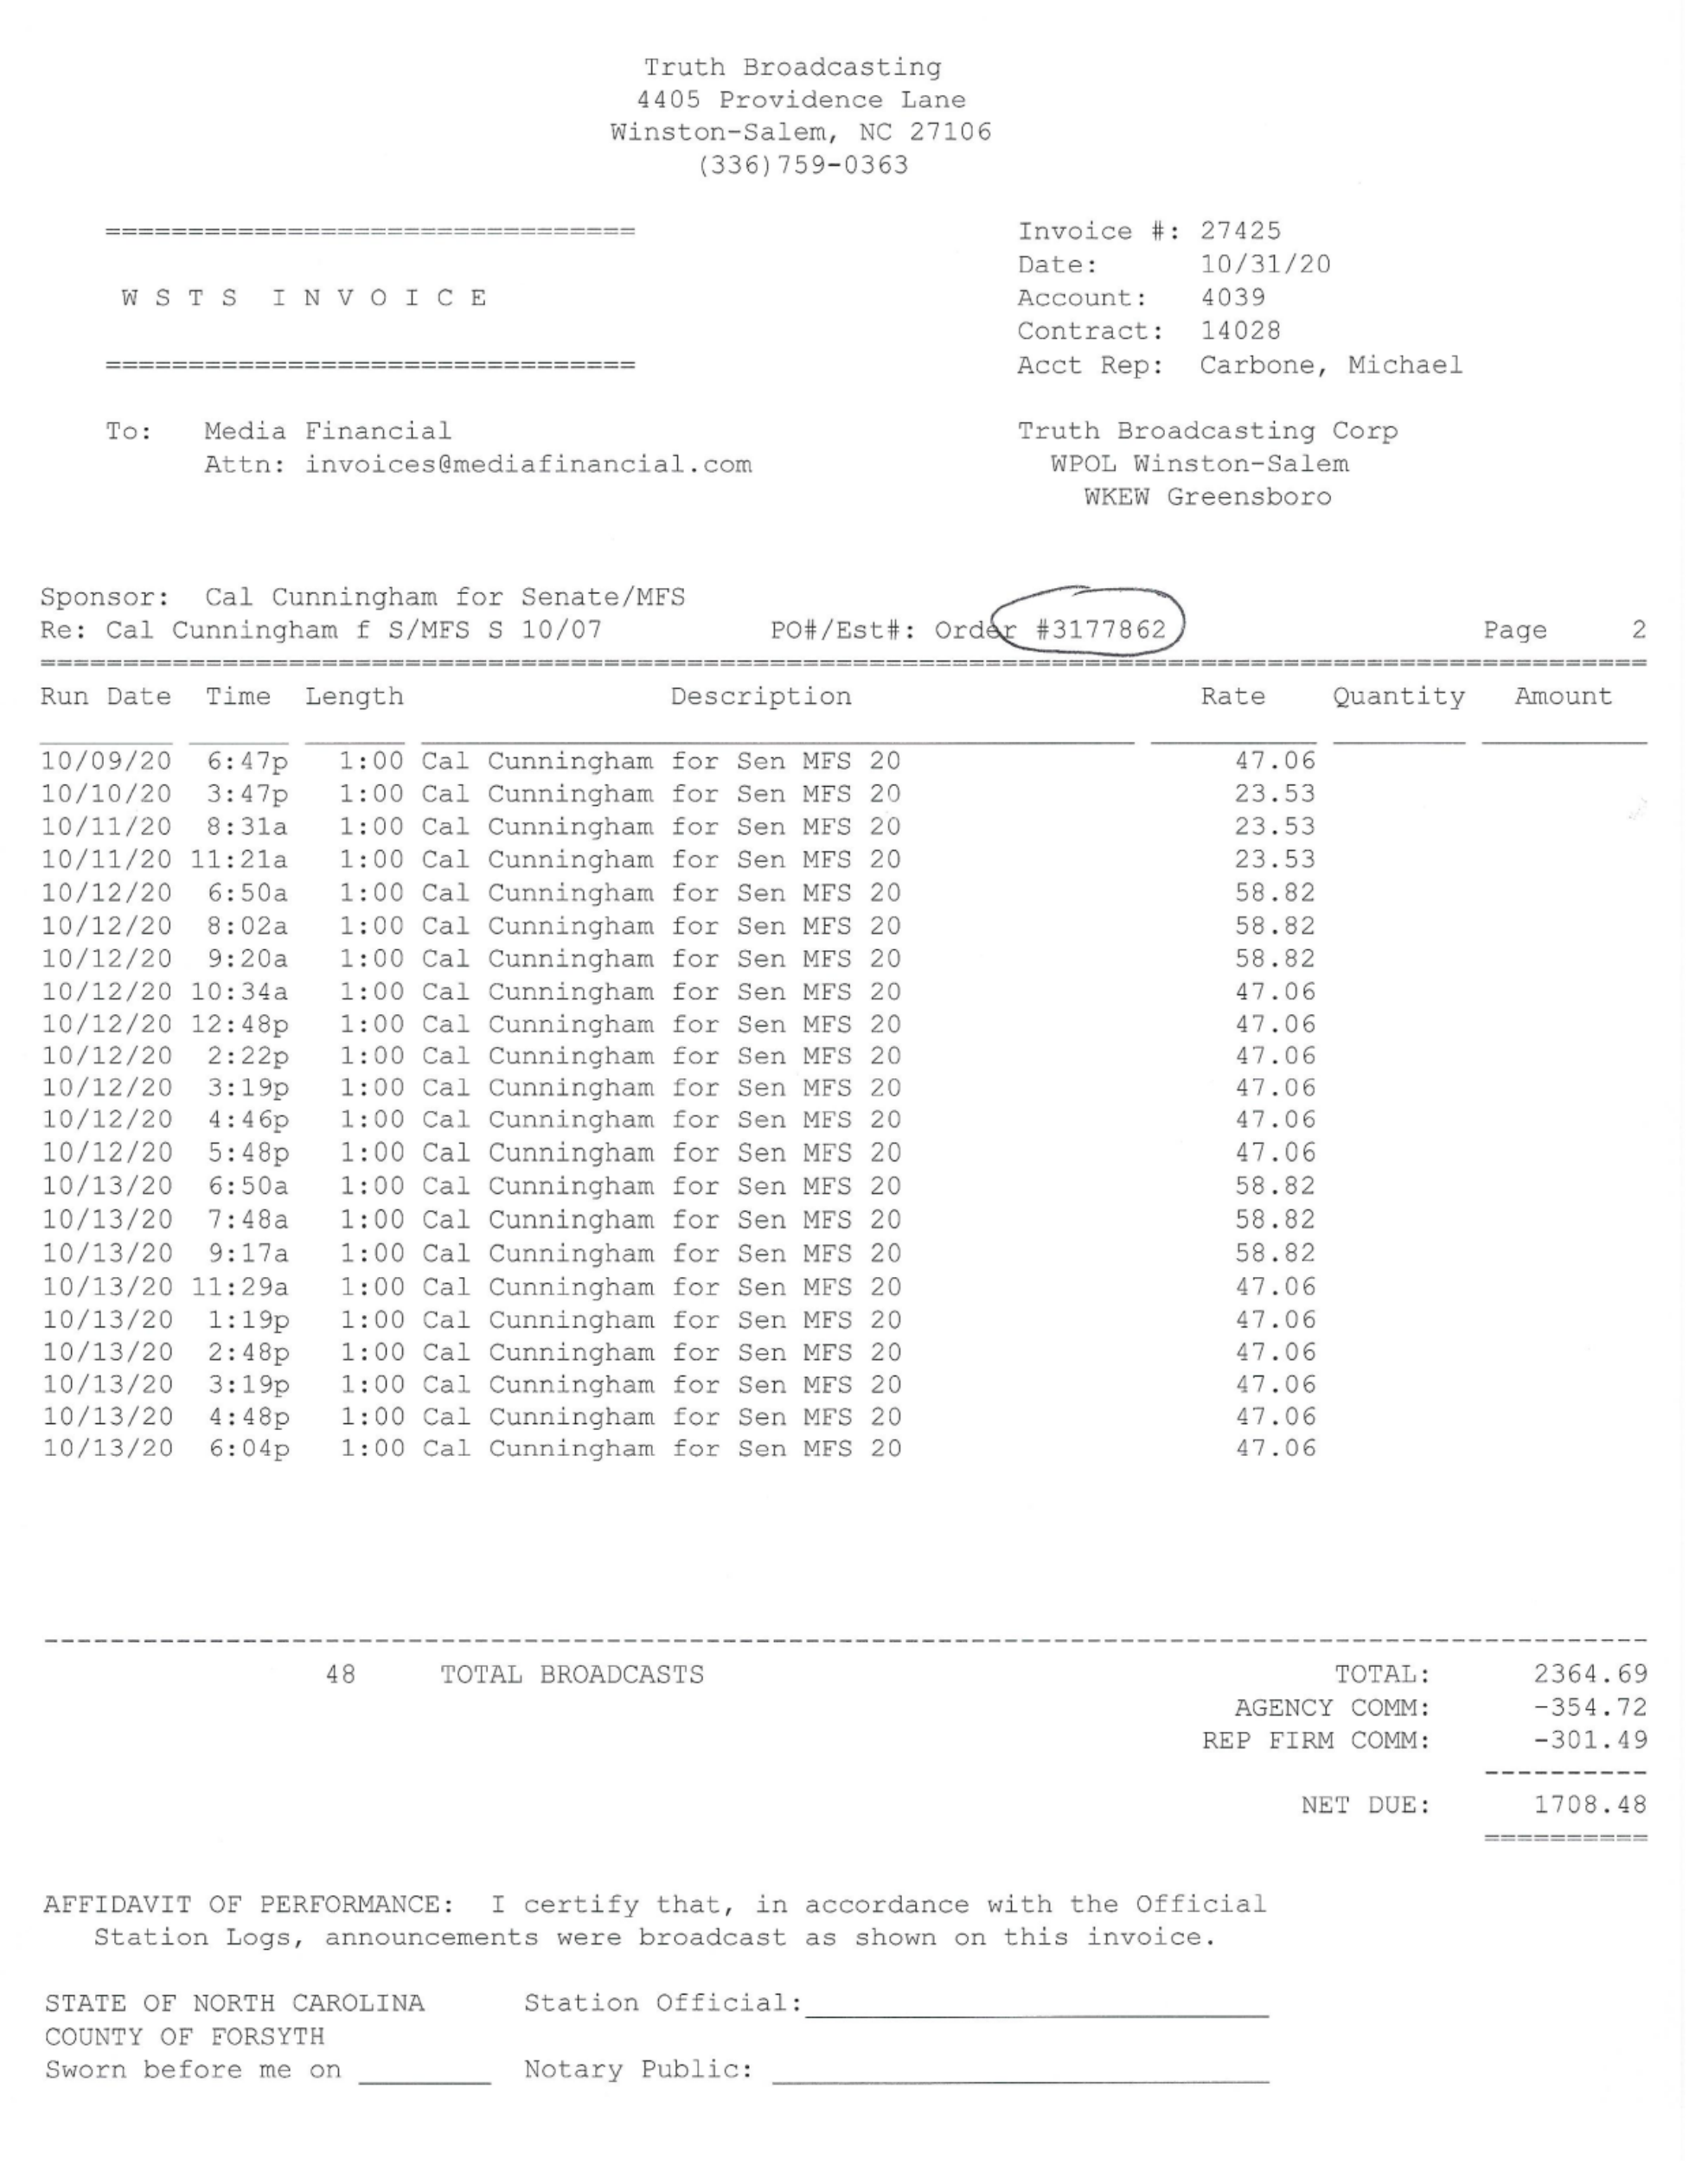 Truth Broadcasting
4405 Providence Lane
Winston-Salem, NC 27106
(336)759-0363
================================
Invoice #: 27425
Date: 10/31/20
W S T S  I N V O I C E
Account: 4039
Contract: 14028
================================
Acct Rep: Carbone, Michael
To: Media Financial
Truth Broadcasting Corp
Attn: invoices@mediafinancial.com
WPOL Winston-Salem
WKEW Greensboro
Sponsor: Cal Cunningham for Senate/MFS
Re: Cal Cunningham f S/MFS S 10/07 PO#/Est#: Order #3177862 Page 2
Run Date Time Length Description Rate Quantity Amount
10/09/20 6:47p 1:00 Cal Cunningham for Sen MFS 20 47.06
10/10/20 3:47p 1:00 Cal Cunningham for Sen MFS 20 23.53
10/11/20 8:31a 1:00 Cal Cunningham for Sen MFS 20 23.53
10/11/20 11:21a 1:00 Cal Cunningham for Sen MFS 20 23.53
10/12/20 6:50a 1:00 Cal Cunningham for Sen MFS 20 58.82
10/12/20 8:02a 1:00 Cal Cunningham for Sen MFS 20 58.82
10/12/20 9:20a 1:00 Cal Cunningham for Sen MFS 20 58.82
10/12/20 10:34a 1:00 Cal Cunningham for Sen MFS 20 47.06
10/12/20 12:48p 1:00 Cal Cunningham for Sen MFS 20 47.06
10/12/20 2:22p 1:00 Cal Cunningham for Sen MFS 20 47.06
10/12/20 3:19p 1:00 Cal Cunningham for Sen MFS 20 47.06
10/12/20 4:46p 1:00 Cal Cunningham for Sen MFS 20 47.06
10/12/20 5:48p 1:00 Cal Cunningham for Sen MFS 20 47.06
10/13/20 6:50a 1:00 Cal Cunningham for Sen MFS 20 58.82
10/13/20 7:48a 1:00 Cal Cunningham for Sen MFS 20 58.82
10/13/20 9:17a 1:00 Cal Cunningham for Sen MFS 20 58.82
10/13/20 11:29a 1:00 Cal Cunningham for Sen MFS 20 47.06
10/13/20 1:19p 1:00 Cal Cunningham for Sen MFS 20 47.06
10/13/20 2:48p 1:00 Cal Cunningham for Sen MFS 20 47.06
10/13/20 3:19p 1:00 Cal Cunningham for Sen MFS 20 47.06
10/13/20 4:48p 1:00 Cal Cunningham for Sen MFS 20 47.06
10/13/20 6:04p 1:00 Cal Cunningham for Sen MFS 20 47.06
48 TOTAL BROADCASTS TOTAL: 2364.69
AGENCY COMM: -354.72
REP FIRM COMM: -301.49
NET DUE: 1708.48
AFFIDAVIT OF PERFORMANCE: I certify that, in accordance with the Official
Station Logs, announcements were broadcast as shown on this invoice.
STATE OF NORTH CAROLINA Station Official:
COUNTY OF FORSYTH
Sworn before me on Notary Public: